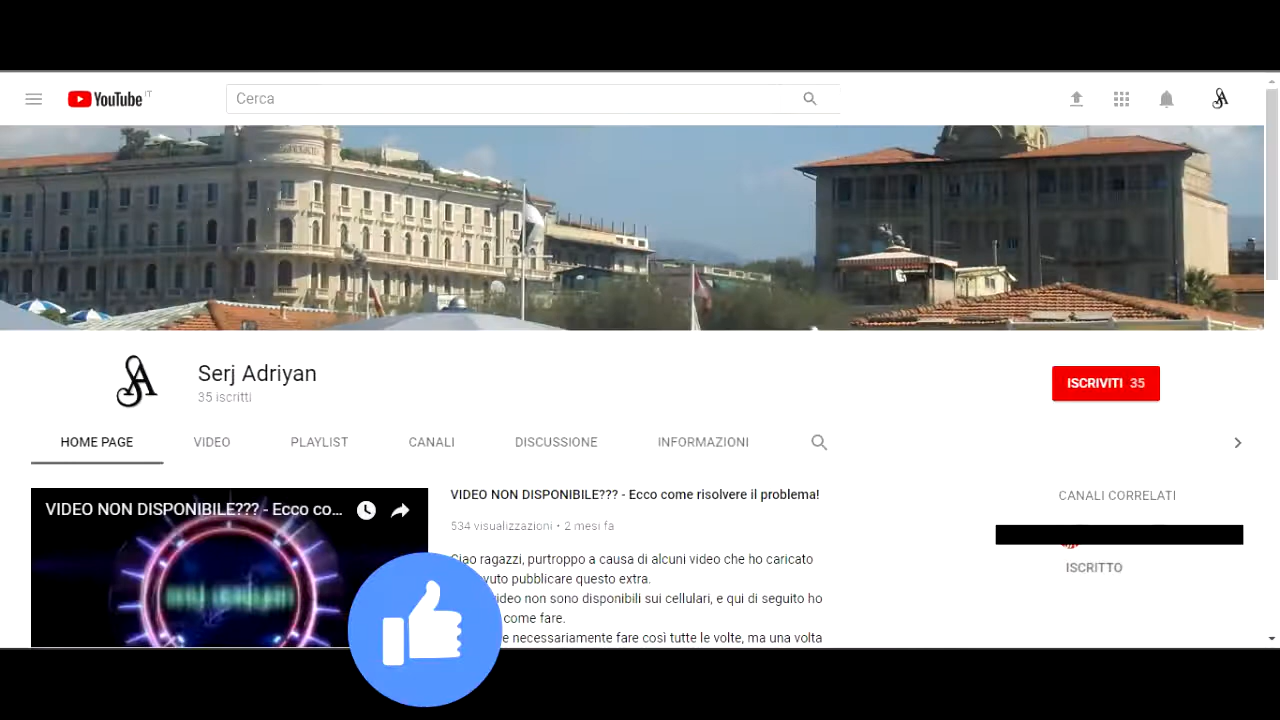 YouTube IT
Cerca
Serj Adriyan
35 iscritti
ISCRIVITI 35
HOME PAGE
VIDEO
PLAYLIST
CANALI
DISCUSSIONE
INFORMAZIONI
VIDEO NON DISPONIBILE??? - Ecco co...
VIDEO NON DISPONIBILE??? - Ecco come risolvere il problema!
534 visualizzazioni • 2 mesi fa
Ciao ragazzi, purtroppo a causa di alcuni video che ho caricato
pubblicare questo extra.
non sono disponibili sui cellulari, e qui di seguito ho
come fare.
necessariamente fare così tutte le volte, ma una volta
CANALI CORRELATI
ISCRITTO